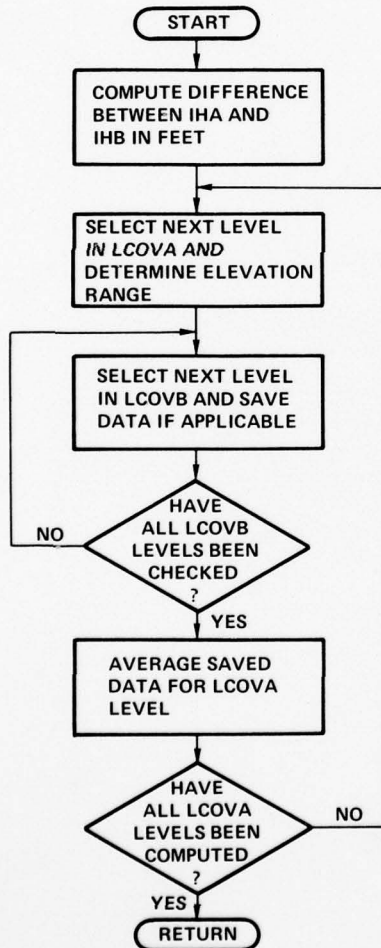 START
COMPUTE DIFFERENCE
BETWEEN IHA AND
IHB IN FEET
SELECT NEXT LEVEL
IN LCOVA AND
DETERMINE ELEVATION
RANGE
SELECT NEXT LEVEL
IN LCOVB AND SAVE
DATA IF APPLICABLE
HAVE
ALL LCOVB
LEVELS BEEN
CHECKED
?
NO
YES
AVERAGE SAVED
DATA FOR LCOVA
LEVEL
HAVE
ALL LCOVA
LEVELS BEEN
COMPUTED
?
NO
YES
RETURN